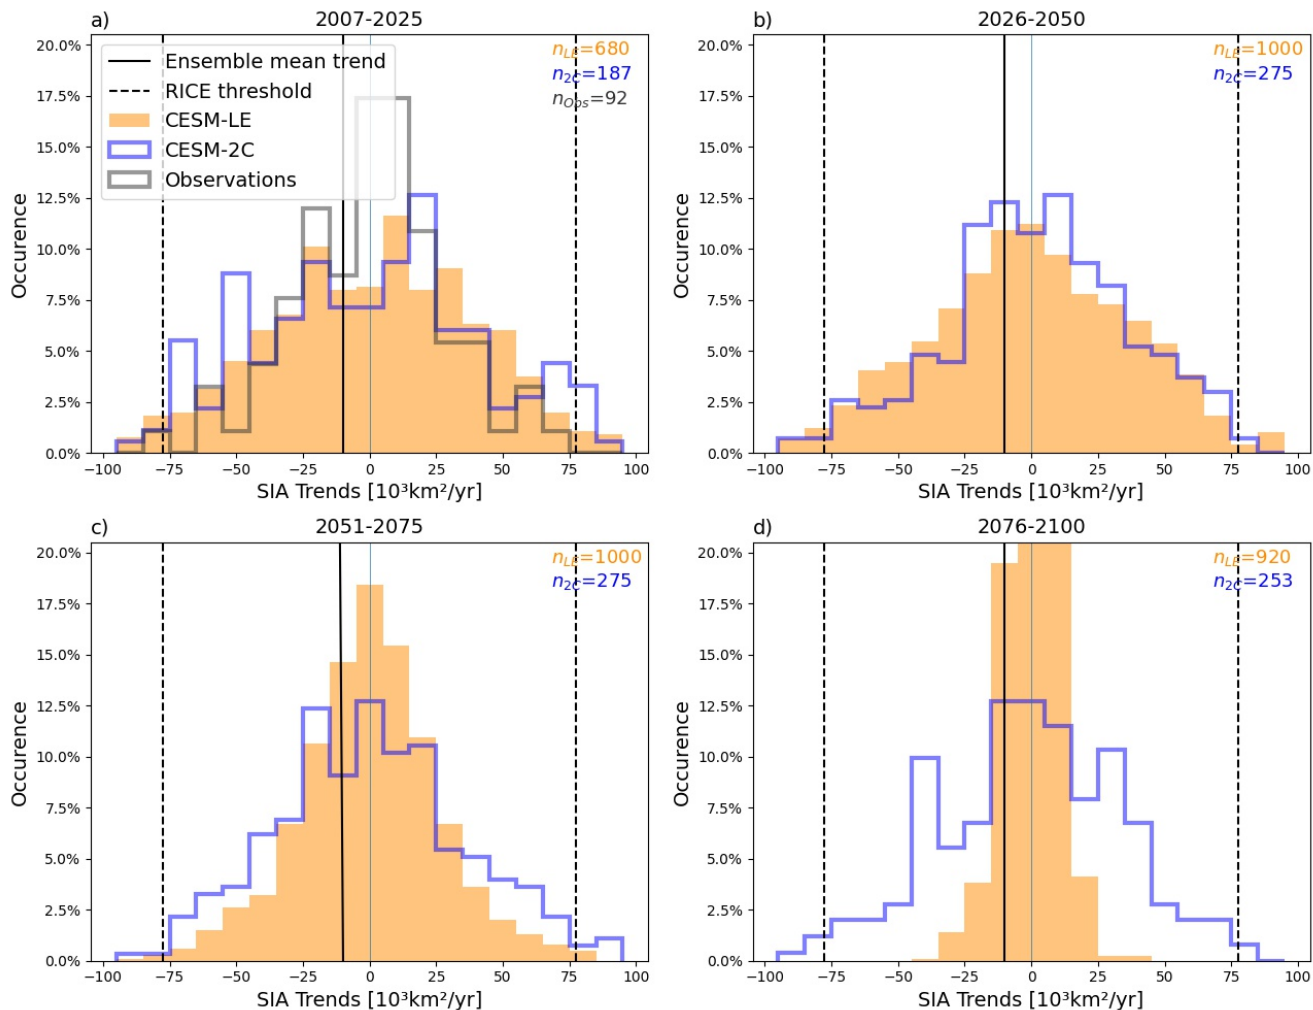 a)
2007-2025
20.0%
17.5%
15.0%
12.5%
10.0%
7.5%
5.0%
2.5%
0.0%
Occurence
Ensemble mean trend
RICE threshold
CESM-LE
CESM-2C
Observations
n_LE=680
n_2C=187
n_Obs=92
−100 −75 −50 −25 0 25 50 75 100
SIA Trends [10³km²/yr]
b)
2026-2050
20.0%
17.5%
15.0%
12.5%
10.0%
7.5%
5.0%
2.5%
0.0%
Occurence
n_LE=1000
n_2C=275
−100 −75 −50 −25 0 25 50 75 100
SIA Trends [10³km²/yr]
c)
2051-2075
20.0%
17.5%
15.0%
12.5%
10.0%
7.5%
5.0%
2.5%
0.0%
Occurence
n_LE=1000
n_2C=275
−100 −75 −50 −25 0 25 50 75 100
SIA Trends [10³km²/yr]
d)
2076-2100
20.0%
17.5%
15.0%
12.5%
10.0%
7.5%
5.0%
2.5%
0.0%
Occurence
n_LE=920
n_2C=253
−100 −75 −50 −25 0 25 50 75 100
SIA Trends [10³km²/yr]